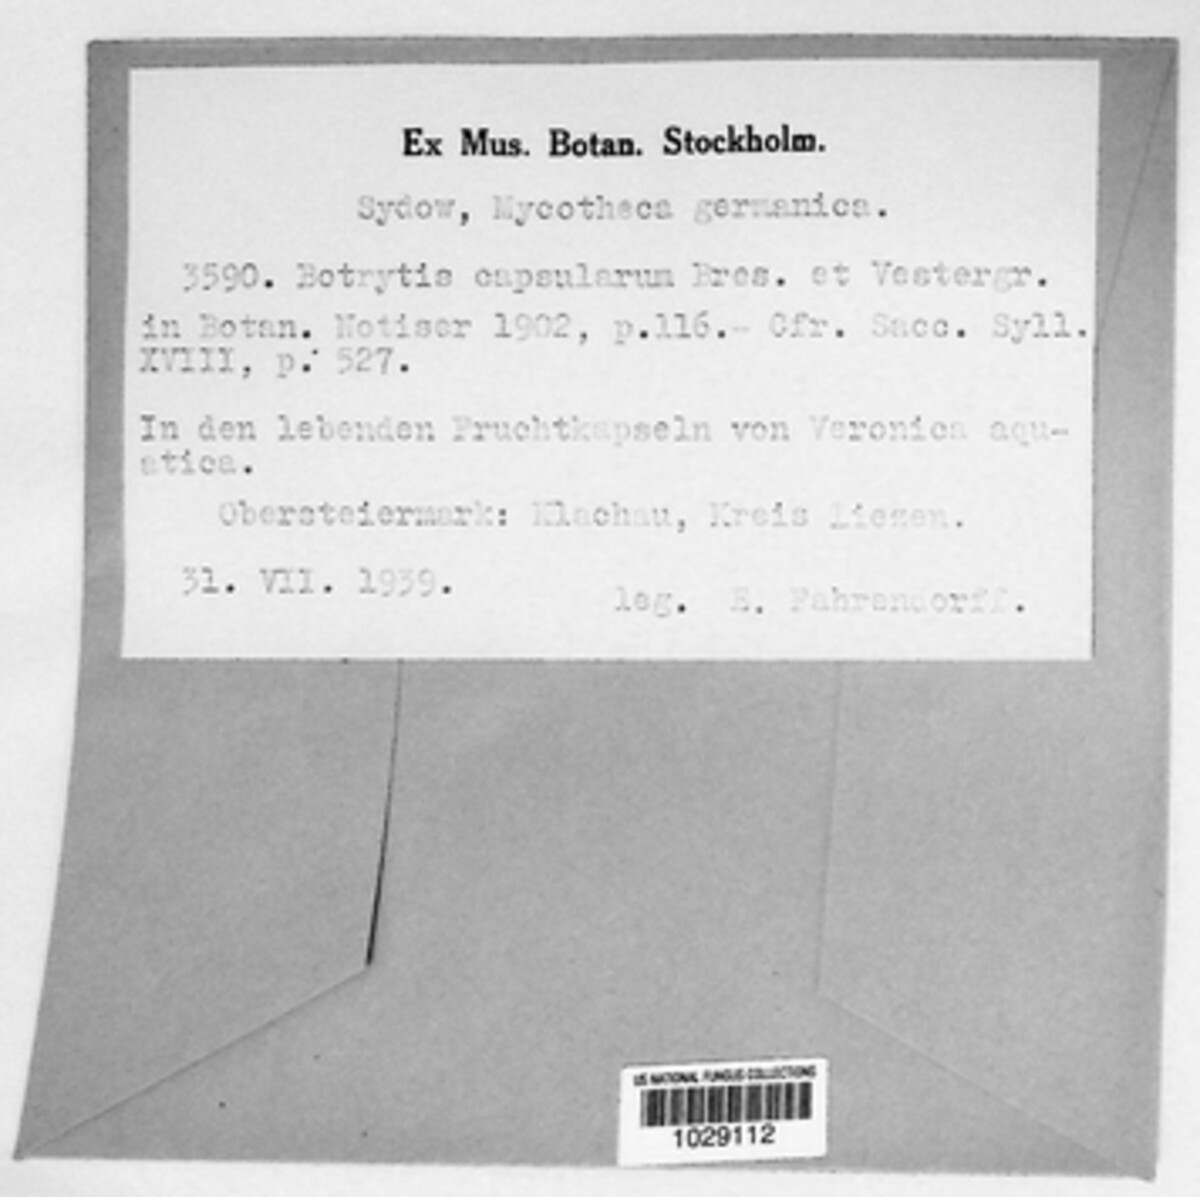 Ex Mus. Botan. Stockholm.
Sydow, Mycotheca germanica.
3590. Botrytis capsularum Bres. et Vestergr.
in Botan. Notiser 1902, p.116.- Cfr. Sacc. Syll.
XVIII, p. 527.
In den lebenden Fruchtkapseln von Veronica aqu-
atica.
Obersteiermark: Klachau, Kreis Liezen.
31. VII. 1939.
leg. E. Fahrendorff.
US NATIONAL FUNGUS COLLECTIONS
1029112